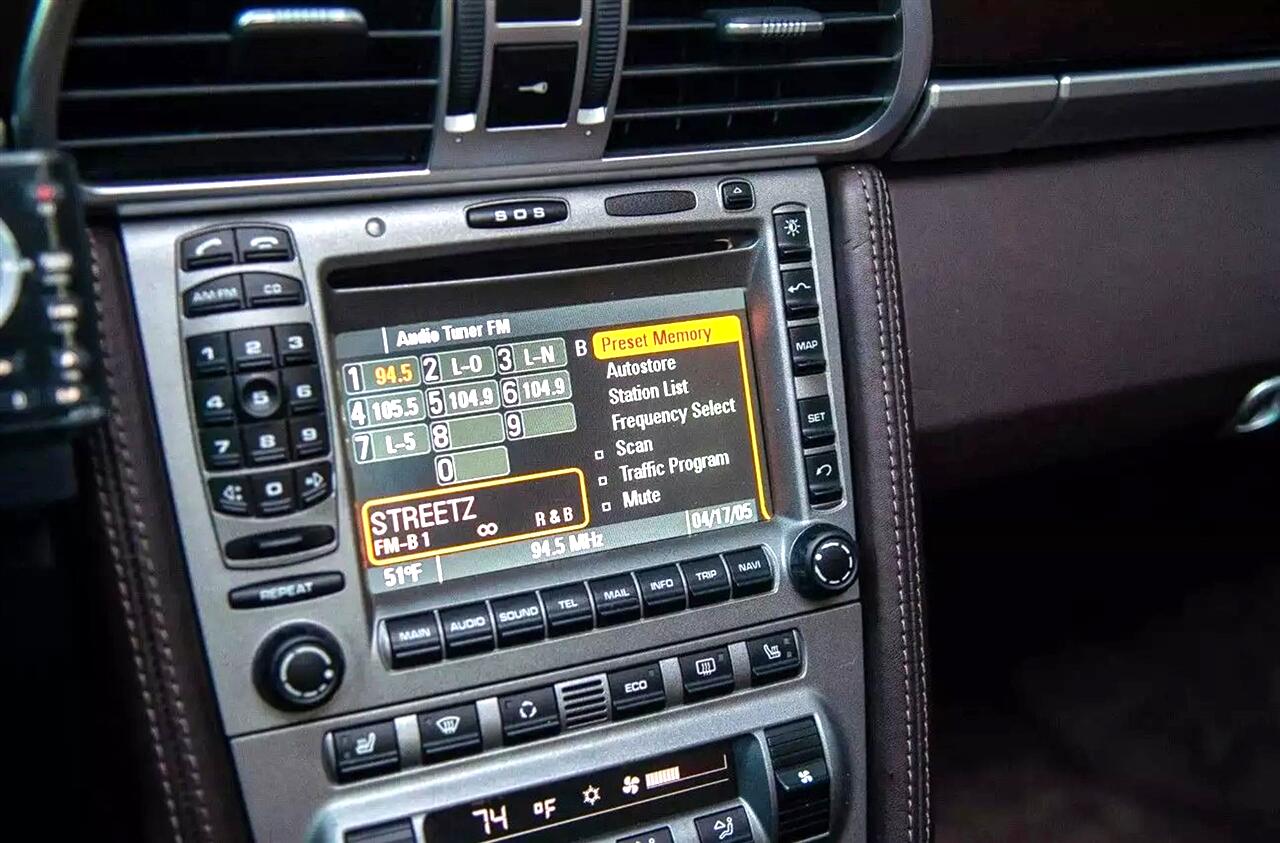 SOS
AM FM CD
1 2 3
4 5 6
7 8 9
0
REPEAT
Audio Tuner FM
1 94.5 2 L-O 3 L-N B
4 105.5 5 104.9 6 104.9
7 L-5 8 9
0
Preset Memory
Autostore
Station List
Frequency Select
Scan
Traffic Program
Mute
STREETZ
FM-B 1 ∞ R & B
94.5 MHz 04/17/05
51°F
MAP
SET
MAIN AUDIO SOUND TEL MAIL INFO TRIP NAVI
ECO
74 °F